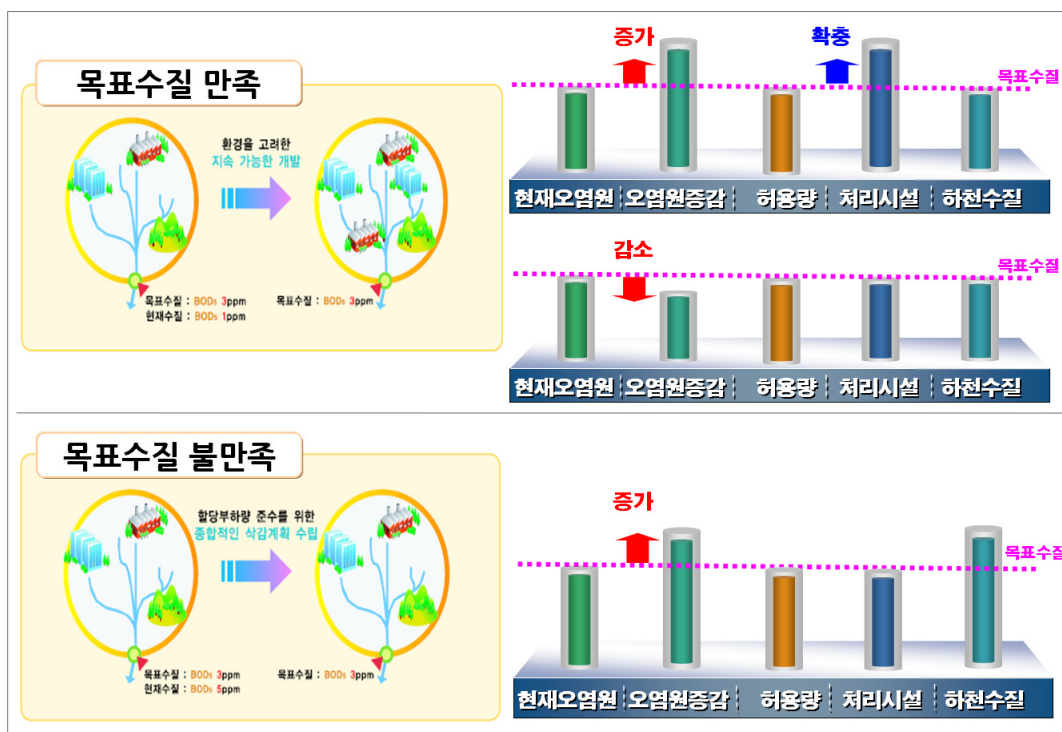 목표수질 만족
환경을 고려한
지속 가능한 개발
목표수질 : BOD₅ 3ppm
현재수질 : BOD₅ 1ppm
목표수질 : BOD₅ 3ppm
증가
확충
목표수질
현재오염원 오염원증감 허용량 처리시설 하천수질
감소
목표수질
현재오염원 오염원증감 허용량 처리시설 하천수질
목표수질 불만족
할당부하량 준수를 위한
종합적인 삭감계획 수립
목표수질 : BOD₅ 3ppm
현재수질 : BOD₅ 5ppm
목표수질 : BOD₅ 3ppm
증가
목표수질
현재오염원 오염원증감 허용량 처리시설 하천수질